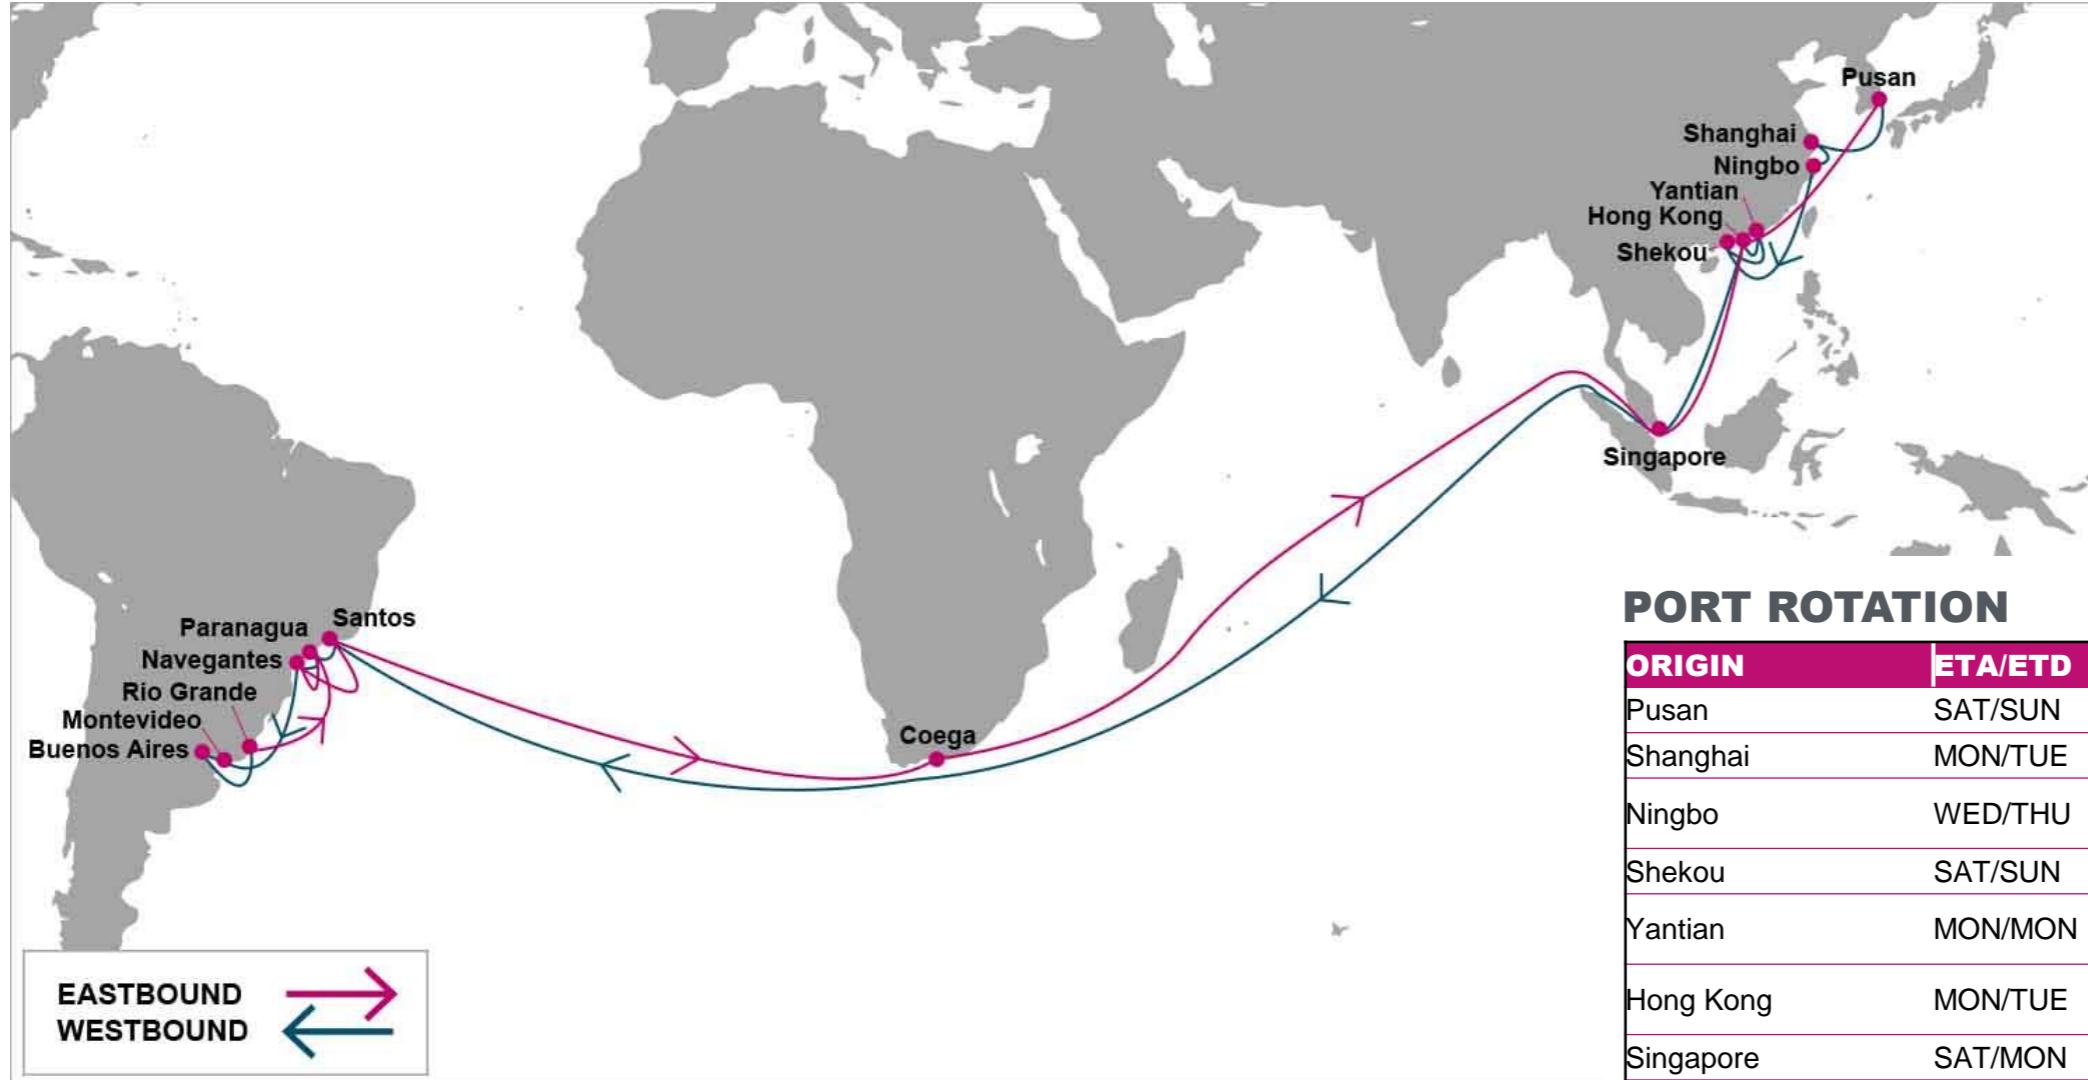 Pusan
Shanghai
Ningbo
Yantian
Hong Kong
Shekou
Singapore
Santos
Paranagua
Navegantes
Rio Grande
Montevideo
Buenos Aires
Coega
EASTBOUND
WESTBOUND
PORT ROTATION
ORIGIN ETA/ETD
Pusan SAT/SUN
Shanghai MON/TUE
Ningbo WED/THU
Shekou SAT/SUN
Yantian MON/MON
Hong Kong MON/TUE
Singapore SAT/MON